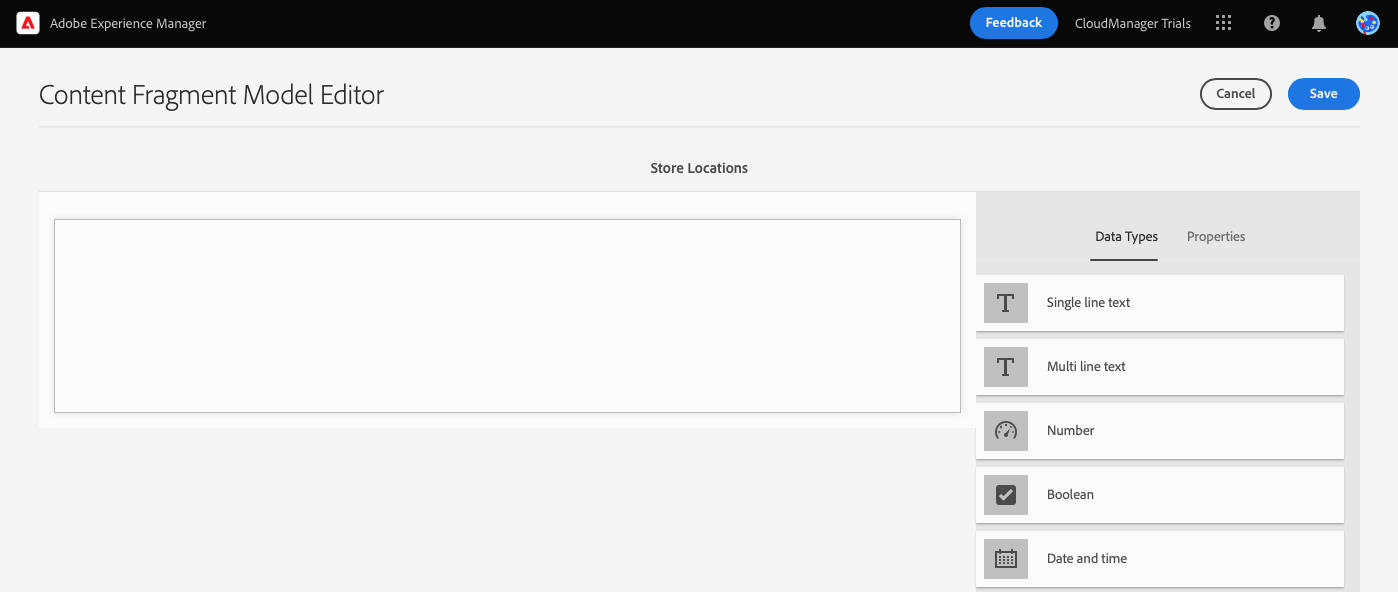 Adobe Experience Manager
Feedback
CloudManager Trials
Content Fragment Model Editor
Cancel
Save
Store Locations
Data Types
Properties
Single line text
Multi line text
Number
Boolean
Date and time